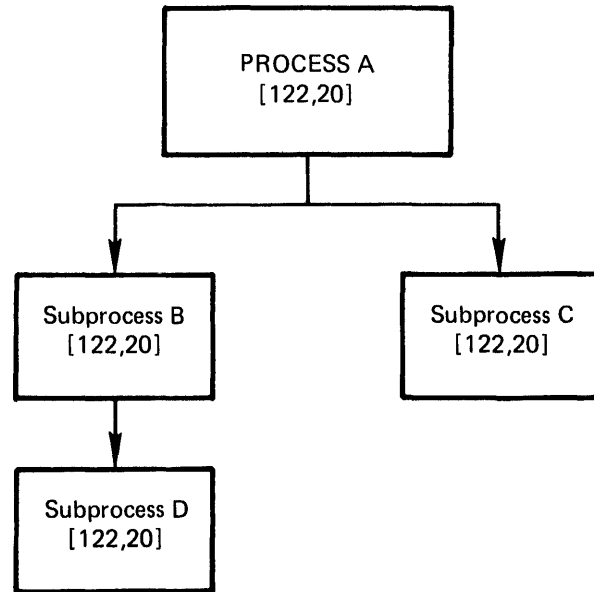 PROCESS A
[122,20]
Subprocess B
[122,20]
Subprocess C
[122,20]
Subprocess D
[122,20]